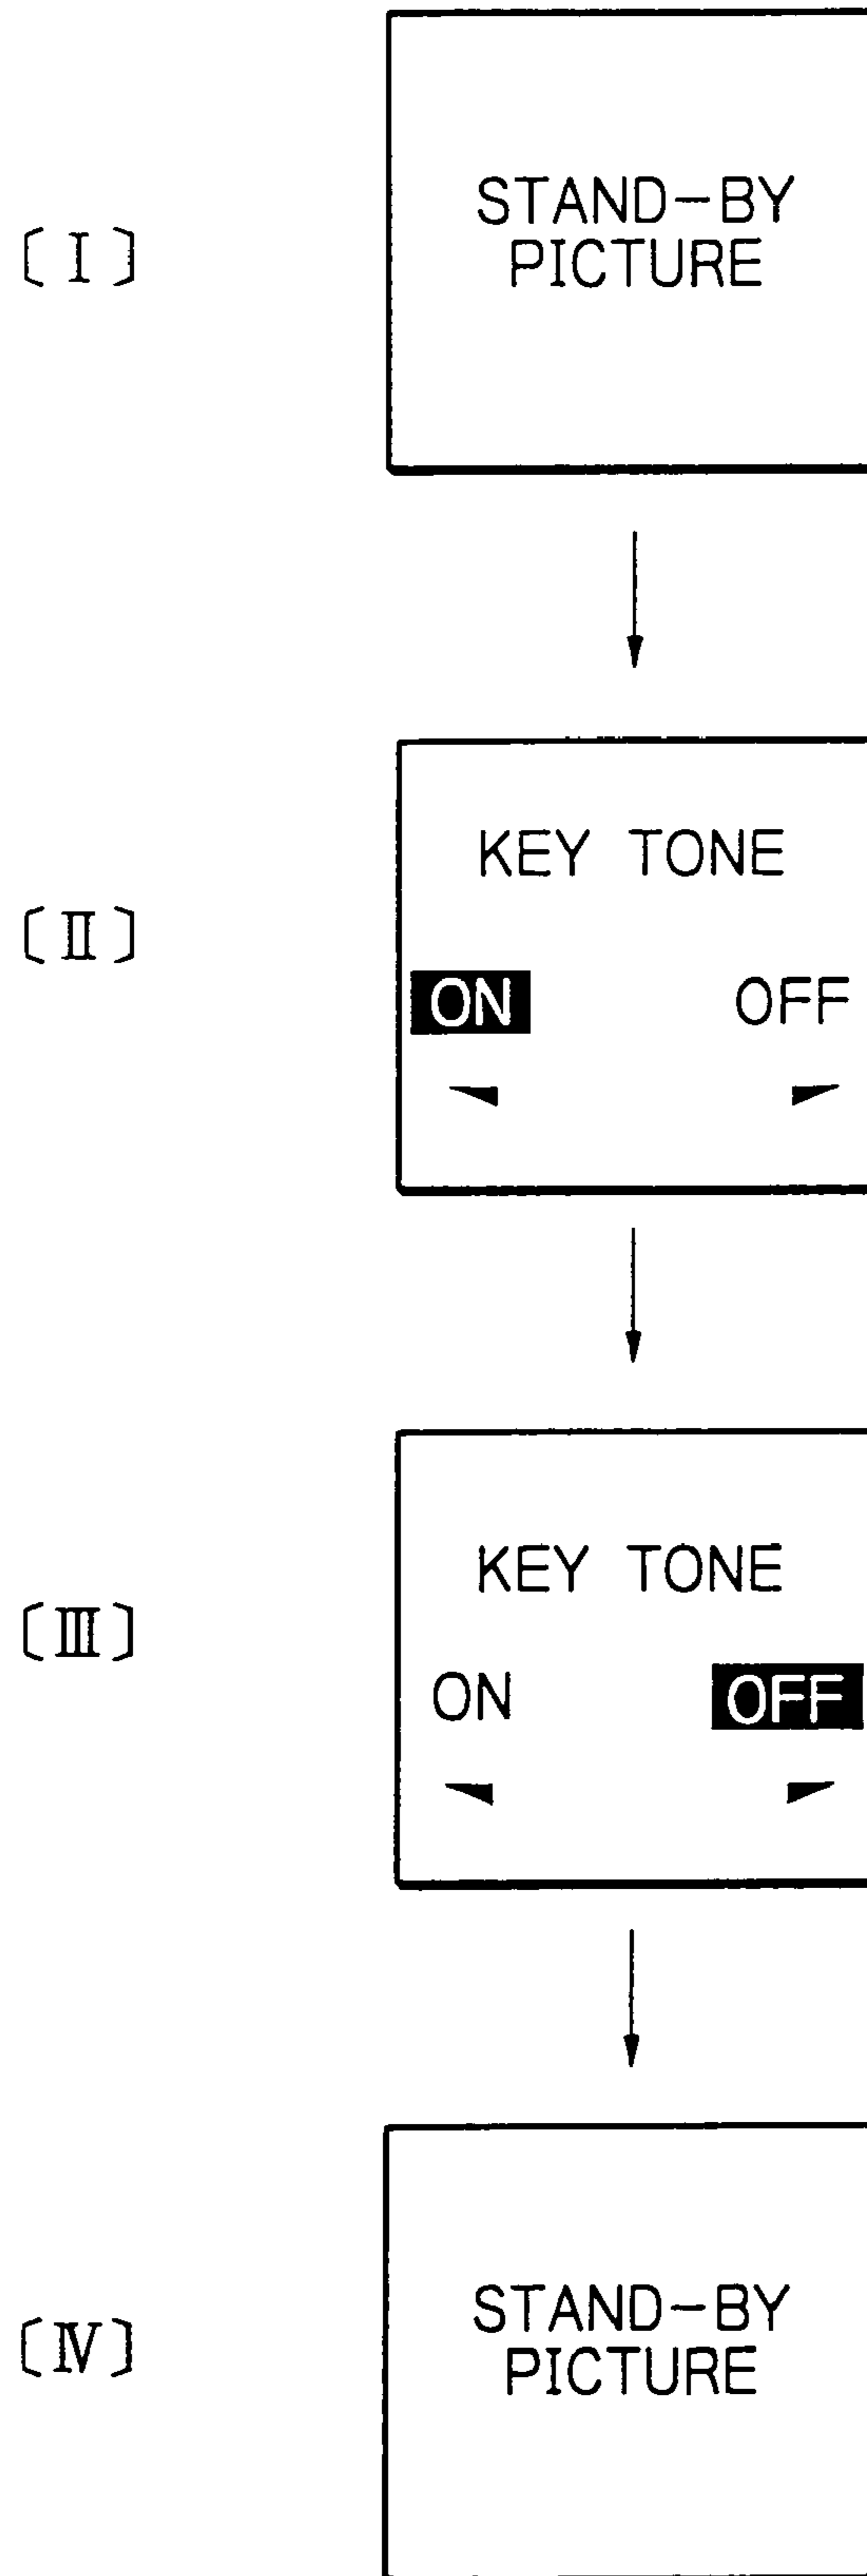 〔Ⅰ〕
STAND-BY
PICTURE
〔Ⅱ〕
KEY TONE
ON OFF
〔Ⅲ〕
KEY TONE
ON OFF
〔Ⅳ〕
STAND-BY
PICTURE